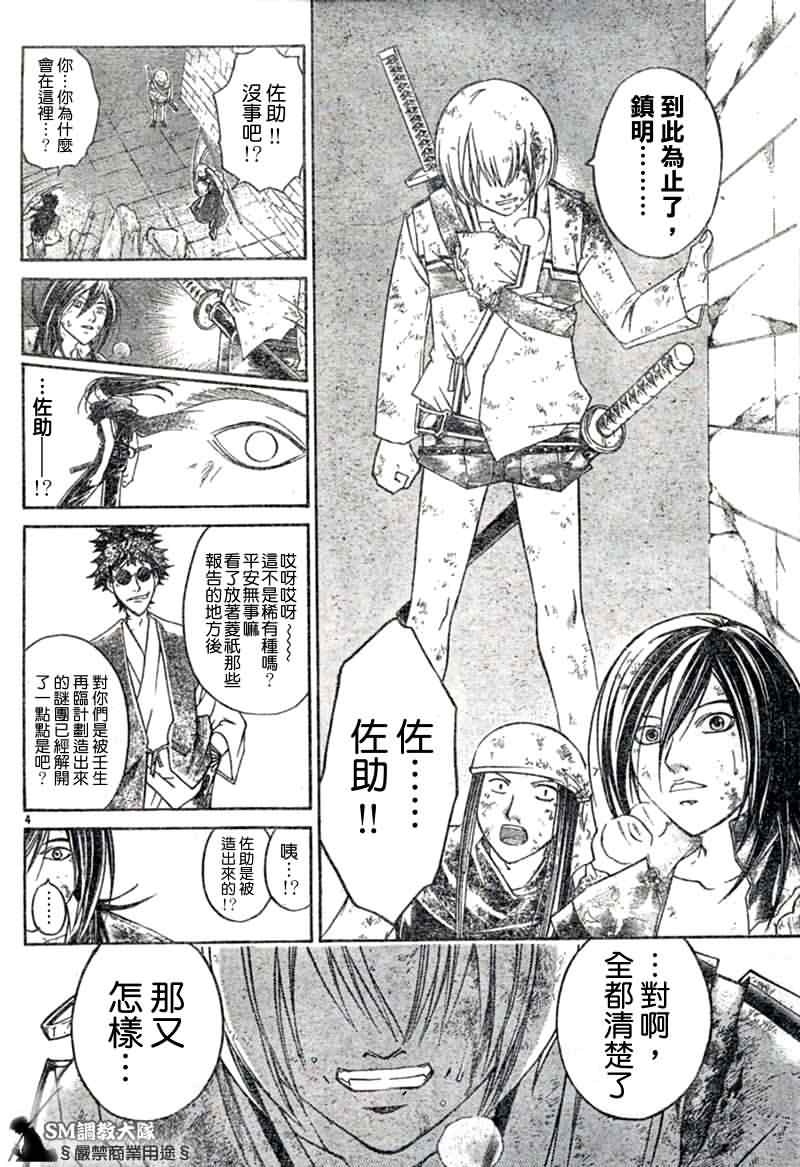 到此為止了，
鎮明………
佐……
佐助!!
佐助!!
沒事吧!?
你…你為什麼
會在這裡…?
…佐助
──!?
哎呀哎呀~~~
這不是稀有種嗎？
平安無事嘛
看了放著菱祇那些
報告的地方後
對你們是被壬生
再臨計劃造出來
的謎團已經解開
了一點點是吧？
4
咦…!?
佐助是被
造出來的!?
……
…對啊，
全都清楚了
那又
怎樣…
SM調教大隊
§嚴禁商業用途§